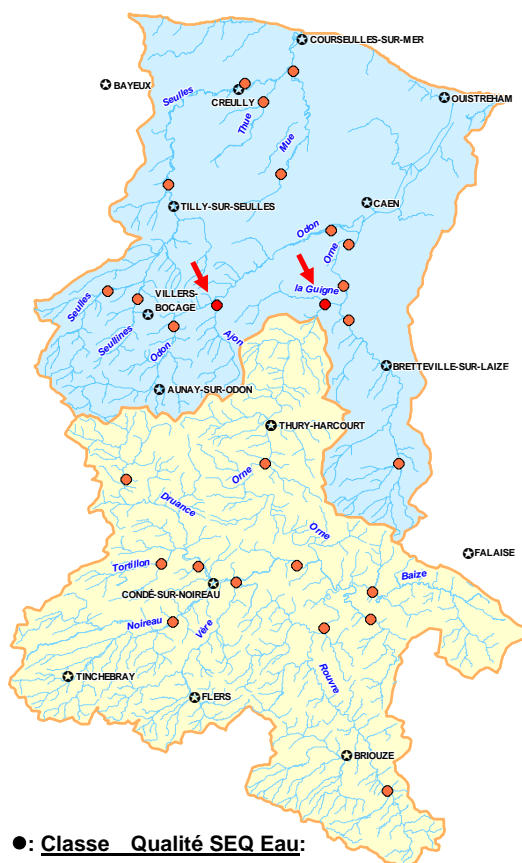 COURSEULLES-SUR-MER
BAYEUX
Seulles
CREULLY
OUISTREHAM
Thue
Mue
TILLY-SUR-SEULLES
CAEN
Odon
Orne
la Guigne
VILLERS-
BOCAGE
Seulles
Seullines
Odon
Ajon
BRETTEVILLE-SUR-LAIZE
AUNAY-SUR-ODON
THURY-HARCOURT
Orne
Druance
Orne
FALAISE
Tortillon
Baize
CONDÉ-SUR-NOIREAU
Noireau
Vère
Rouvre
TINCHEBRAY
FLERS
BRIOUZE
●: Classe Qualité SEQ Eau: